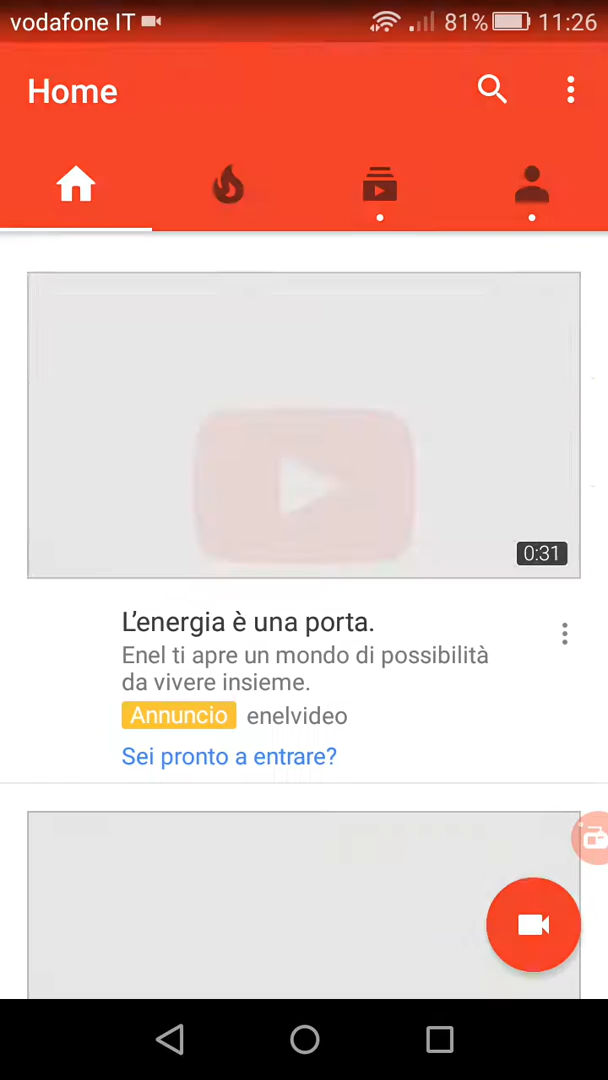 vodafone IT 81% 11:26
Home
0:31
L’energia è una porta.
Enel ti apre un mondo di possibilità
da vivere insieme.
Annuncio enelvideo
Sei pronto a entrare?